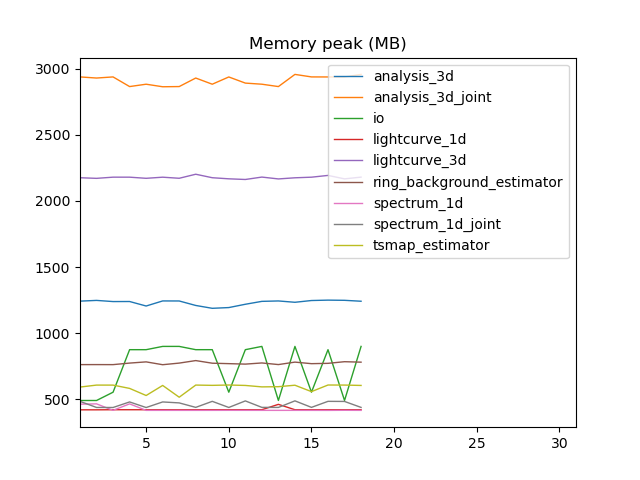 Memory peak (MB)
3000
2500
2000
1500
1000
500
5
10
15
20
25
30
analysis_3d
analysis_3d_joint
io
lightcurve_1d
lightcurve_3d
ring_background_estimator
spectrum_1d
spectrum_1d_joint
tsmap_estimator